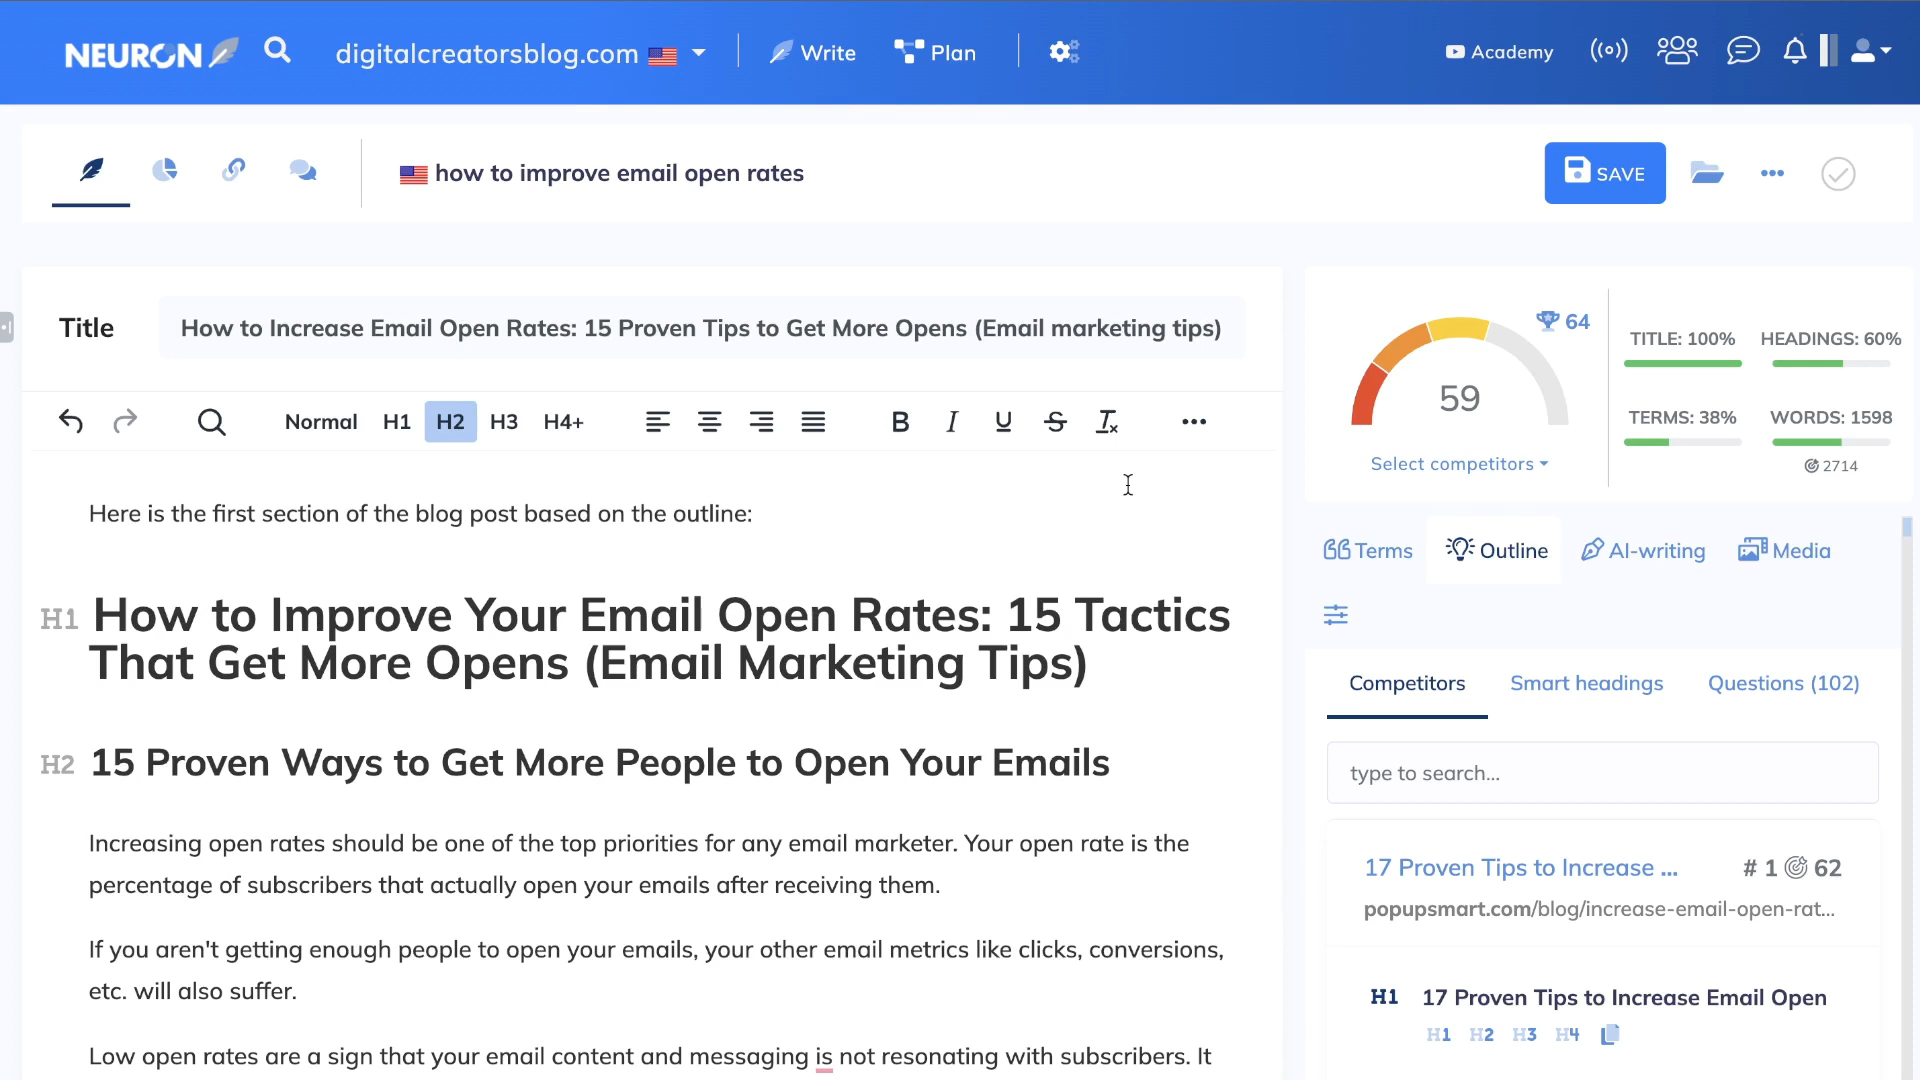 NEURON
digitalcreatorsblog.com
Write
Plan
Academy
how to improve email open rates
SAVE
Title
How to Increase Email Open Rates: 15 Proven Tips to Get More Opens (Email marketing tips)
Normal H1 H2 H3 H4+
B I U S Tx
Here is the first section of the blog post based on the outline:
H1 How to Improve Your Email Open Rates: 15 Tactics
That Get More Opens (Email Marketing Tips)
H2 15 Proven Ways to Get More People to Open Your Emails
Increasing open rates should be one of the top priorities for any email marketer. Your open rate is the
percentage of subscribers that actually open your emails after receiving them.
If you aren't getting enough people to open your emails, your other email metrics like clicks, conversions,
etc. will also suffer.
Low open rates are a sign that your email content and messaging is not resonating with subscribers. It
64
59
Select competitors
TITLE: 100%
HEADINGS: 60%
TERMS: 38%
WORDS: 1598
2714
Terms
Outline
AI-writing
Media
Competitors
Smart headings
Questions (102)
type to search...
17 Proven Tips to Increase ...
# 1 62
popupsmart.com/blog/increase-email-open-rat...
H1 17 Proven Tips to Increase Email Open
H1 H2 H3 H4